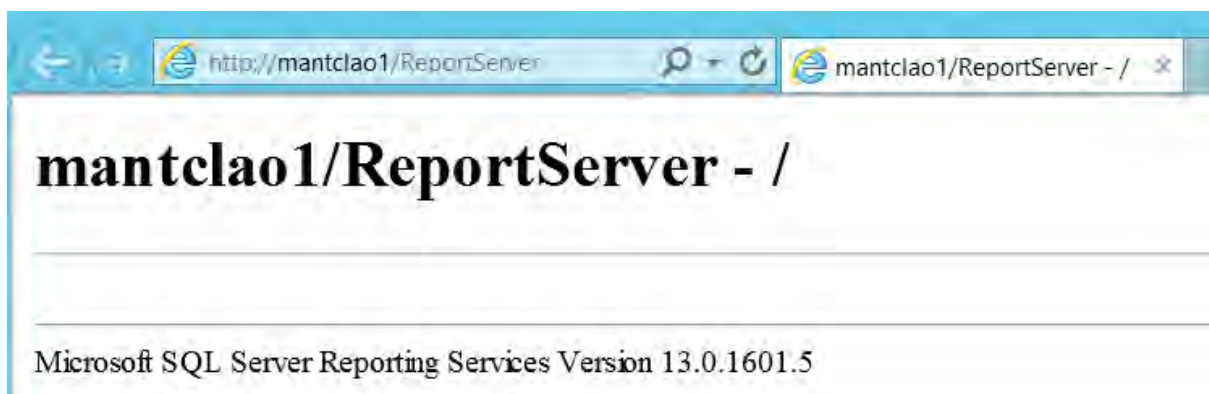 http://mantclao1/ReportServer
mantclao1/ReportServer - /
mantclao1/ReportServer - /
Microsoft SQL Server Reporting Services Version 13.0.1601.5